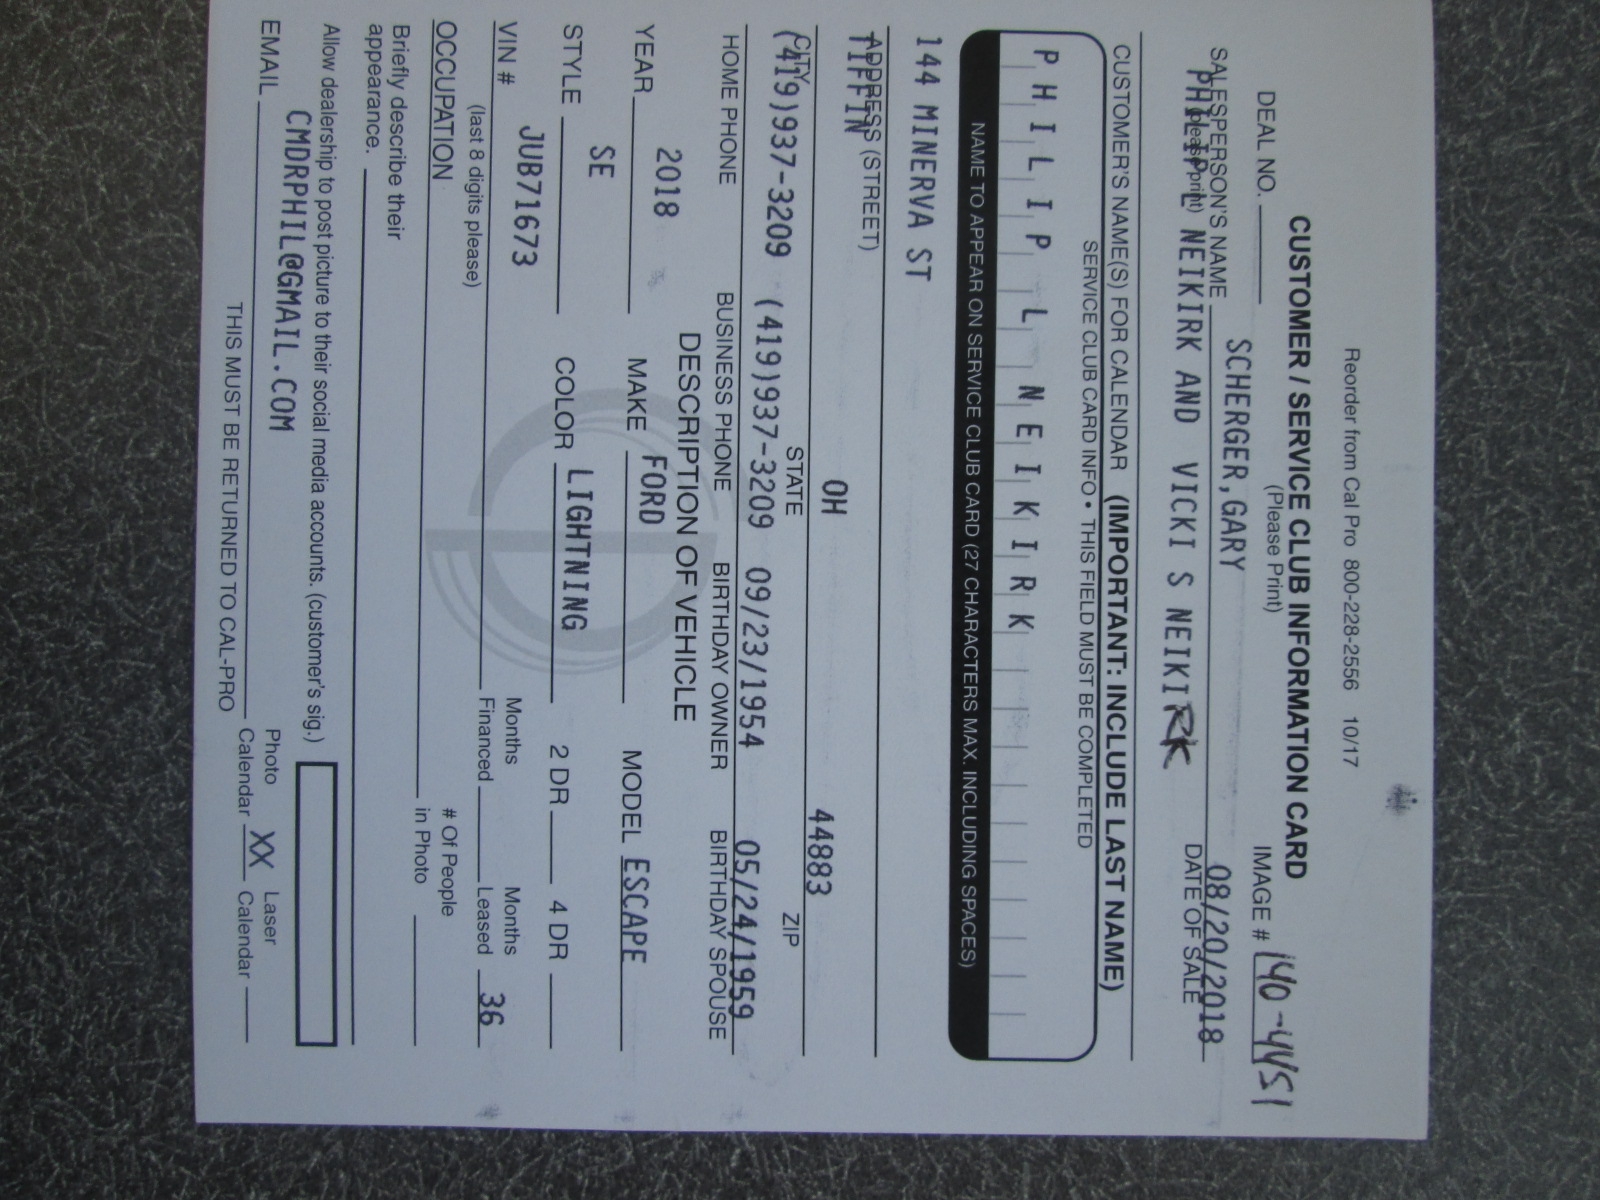 Reorder from Cal Pro 800-228-2556 10/17
CUSTOMER / SERVICE CLUB INFORMATION CARD
(Please Print)
DEAL NO. IMAGE # 140-4451
SCHERGER,GARY 08/20/2018
SALESPERSON'S NAME DATE OF SALE
(please print)
PHILIP L NEIKIRK AND VICKI S NEIKIRK
CUSTOMER'S NAME(S) FOR CALENDAR (IMPORTANT: INCLUDE LAST NAME)
SERVICE CLUB CARD INFO • THIS FIELD MUST BE COMPLETED
PHILIP L NEIKIRK
NAME TO APPEAR ON SERVICE CLUB CARD (27 CHARACTERS MAX. INCLUDING SPACES)
144 MINERVA ST
ADDRESS (STREET)
TIFFIN OH 44883
CITY STATE ZIP
(419)937-3209 (419)937-3209 09/23/1954 05/24/1959
HOME PHONE BUSINESS PHONE BIRTHDAY OWNER BIRTHDAY SPOUSE
DESCRIPTION OF VEHICLE
YEAR 2018 MAKE FORD MODEL ESCAPE
STYLE SE COLOR LIGHTNING 2 DR 4 DR
VIN # JUB71673 Months Financed Months Leased 36
(last 8 digits please)
OCCUPATION # Of People in Photo
Briefly describe their
appearance.
Allow dealership to post picture to their social media accounts. (customer's sig.)
EMAIL CMDRPHIL@GMAIL.COM Photo Calendar XX Laser Calendar
THIS MUST BE RETURNED TO CAL-PRO